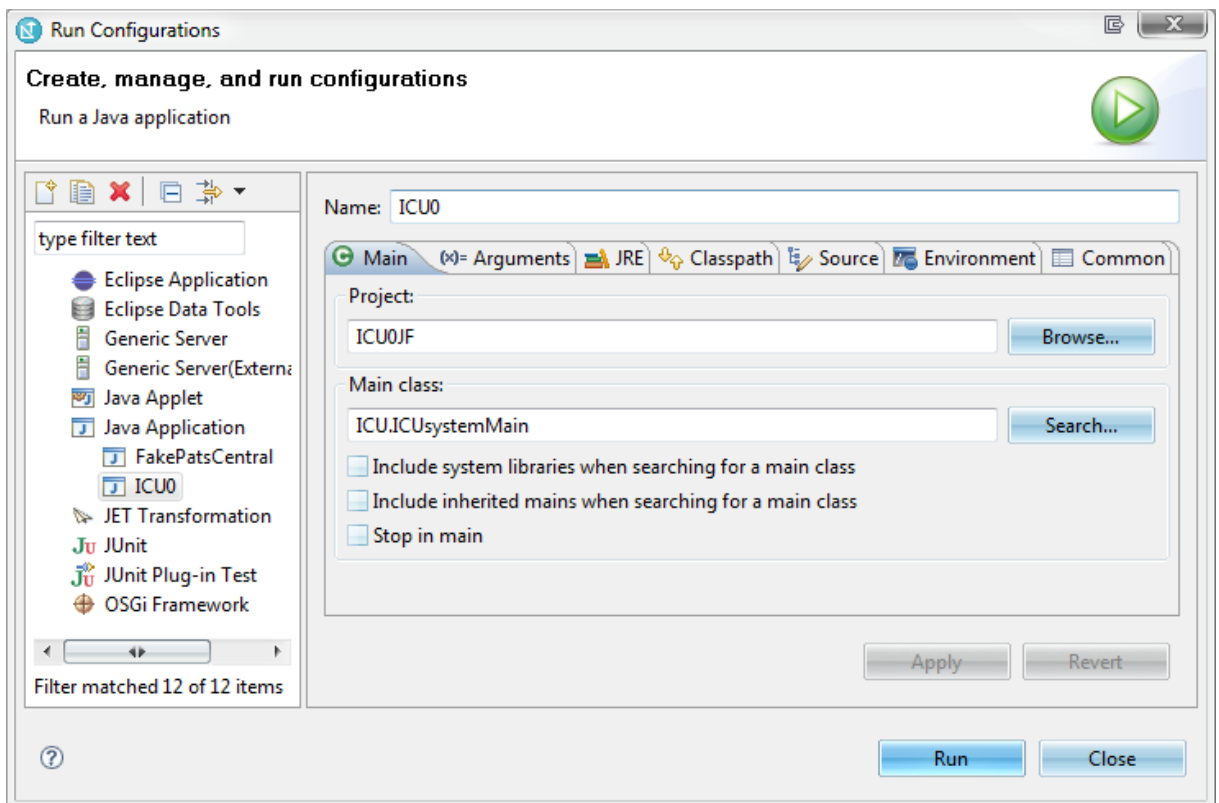 Run Configurations
Create, manage, and run configurations
Run a Java application
type filter text
Eclipse Application
Eclipse Data Tools
Generic Server
Generic Server(Externa
Java Applet
Java Application
FakePatsCentral
ICU0
JET Transformation
JUnit
JUnit Plug-in Test
OSGi Framework
Filter matched 12 of 12 items
Name: ICU0
Main (x)= Arguments JRE Classpath Source Environment Common
Project:
ICU0JF Browse...
Main class:
ICU.ICUsystemMain Search...
Include system libraries when searching for a main class
Include inherited mains when searching for a main class
Stop in main
Apply Revert
Run Close